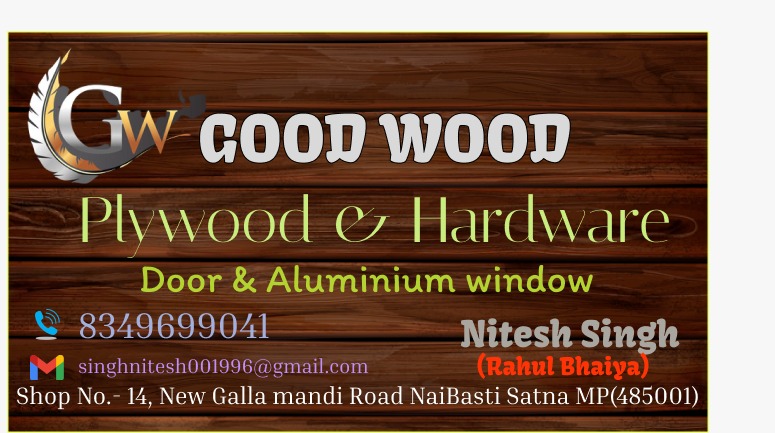 GW
GOOD WOOD
Plywood & Hardware
Door & Aluminium window
8349699041
Nitesh Singh
singhnitesh001996@gmail.com
(Rahul Bhaiya)
Shop No.- 14, New Galla mandi Road NaiBasti Satna MP(485001)